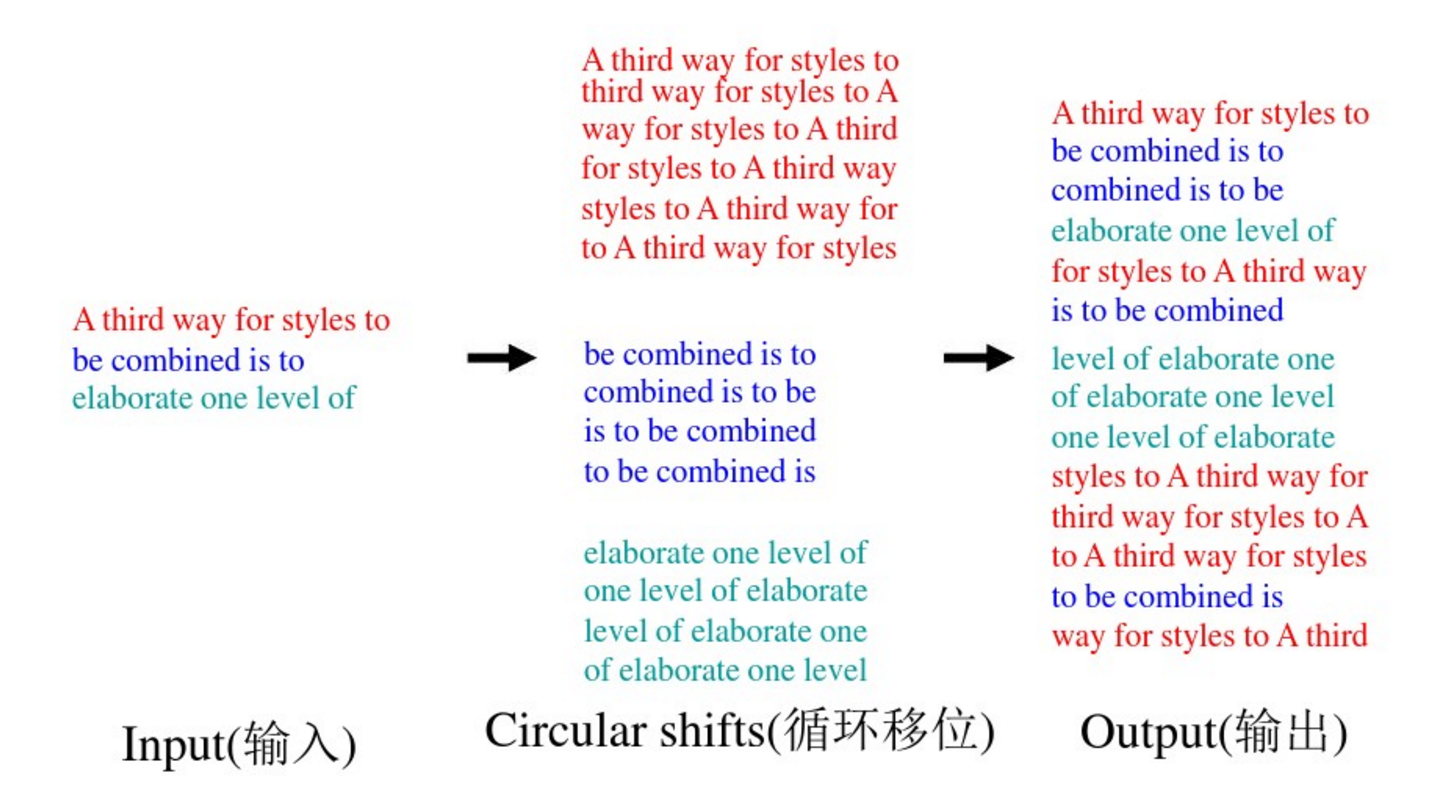 A third way for styles to
be combined is to
elaborate one level of
Input(输入)
A third way for styles to
third way for styles to A
way for styles to A third
for styles to A third way
styles to A third way for
to A third way for styles
be combined is to
combined is to be
is to be combined
to be combined is
elaborate one level of
one level of elaborate
level of elaborate one
of elaborate one level
Circular shifts(循环移位)
A third way for styles to
be combined is to
combined is to be
elaborate one level of
for styles to A third way
is to be combined
level of elaborate one
of elaborate one level
one level of elaborate
styles to A third way for
third way for styles to A
to A third way for styles
to be combined is
way for styles to A third
Output(输出)